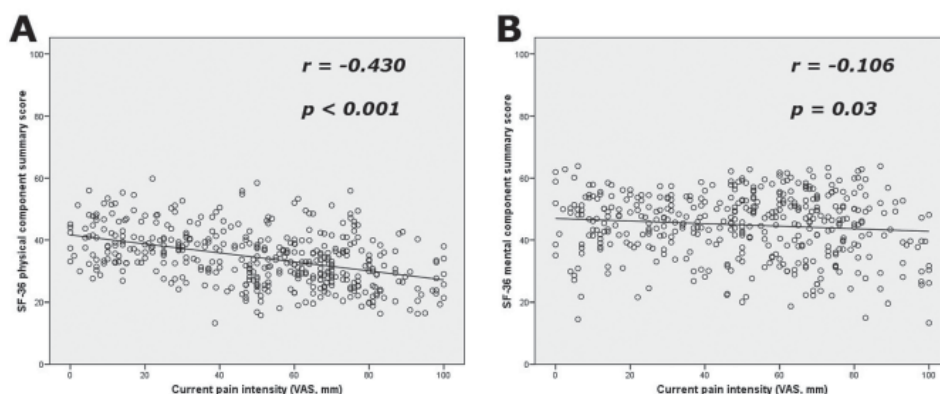 A
B
r = -0.430
p < 0.001
r = -0.106
p = 0.03
SF-36 physical component summary score
100
80
60
40
20
0
0 20 40 60 80 100
Current pain intensity (VAS, mm)
SF-36 mental component summary score
100
80
60
40
20
0
0 20 40 60 80 100
Current pain intensity (VAS, mm)